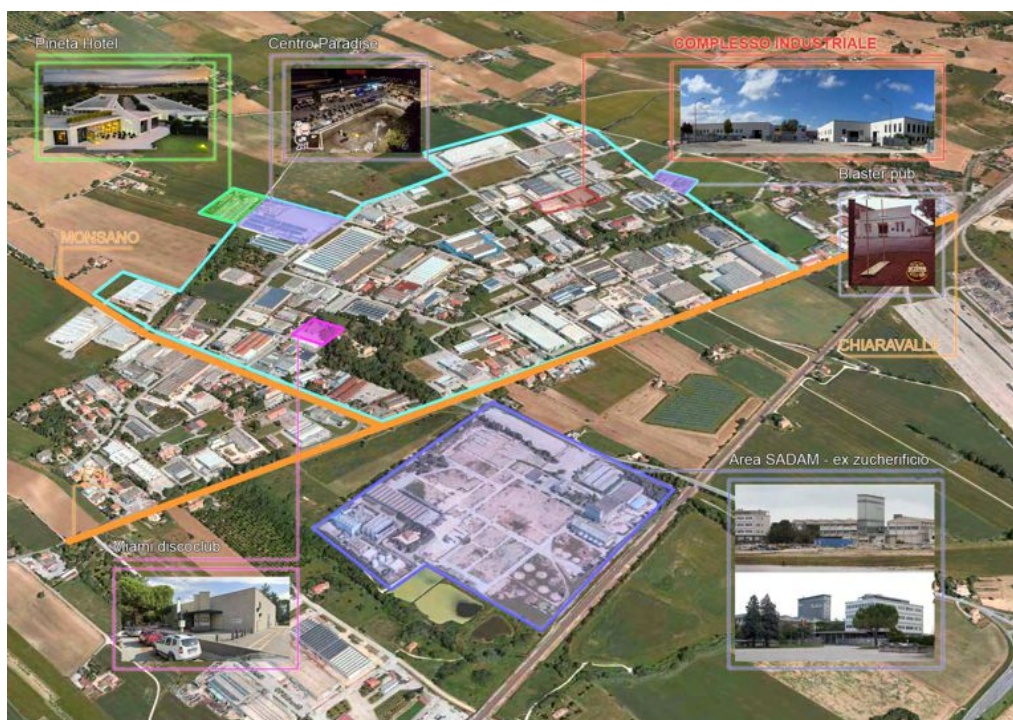 Pineta Hotel
Centro Paradise
COMPLESSO INDUSTRIALE
Blaster pub
MONSANO
CHIARAVALLE
Area SADAM - ex zucherificio
Miami discoclub